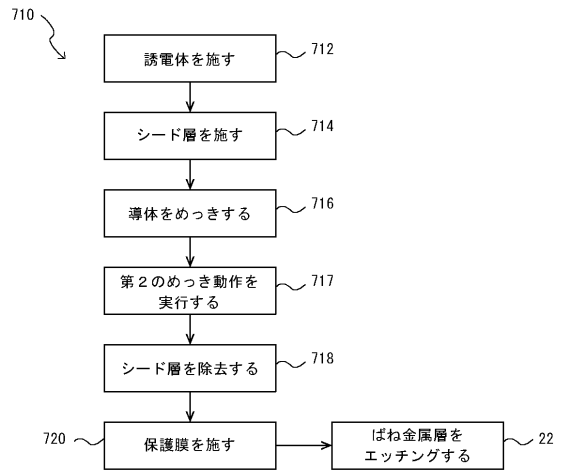 710
誘電体を施す
712
シード層を施す
714
導体をめっきする
716
第２のめっき動作を
実行する
717
シード層を除去する
718
720
保護膜を施す
ばね金属層を
エッチングする
22